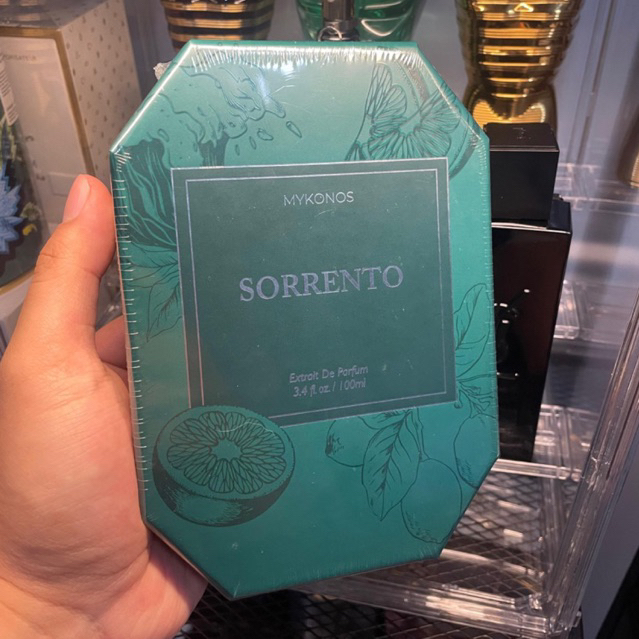 MYKONOS
SORRENTO
Extrait De Parfum
3.4 fl oz. / 100ml